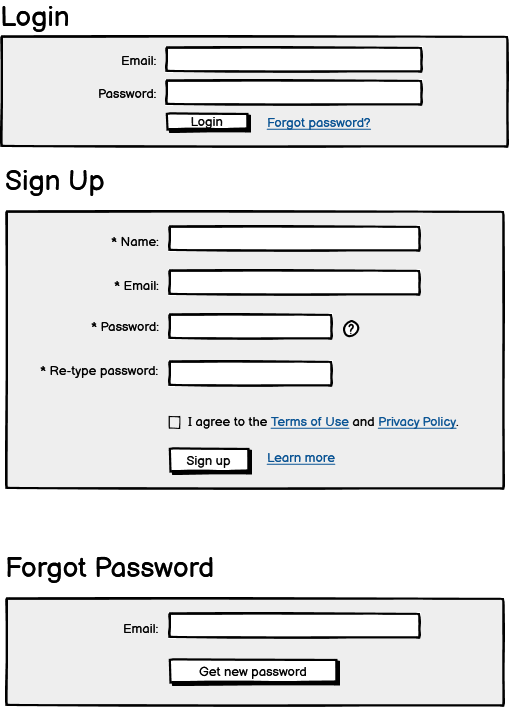 Login
Email:
Password:
Login Forgot password?
Sign Up
* Name:
* Email:
* Password: ?
* Re-type password:
I agree to the Terms of Use and Privacy Policy.
Sign up Learn more
Forgot Password
Email:
Get new password